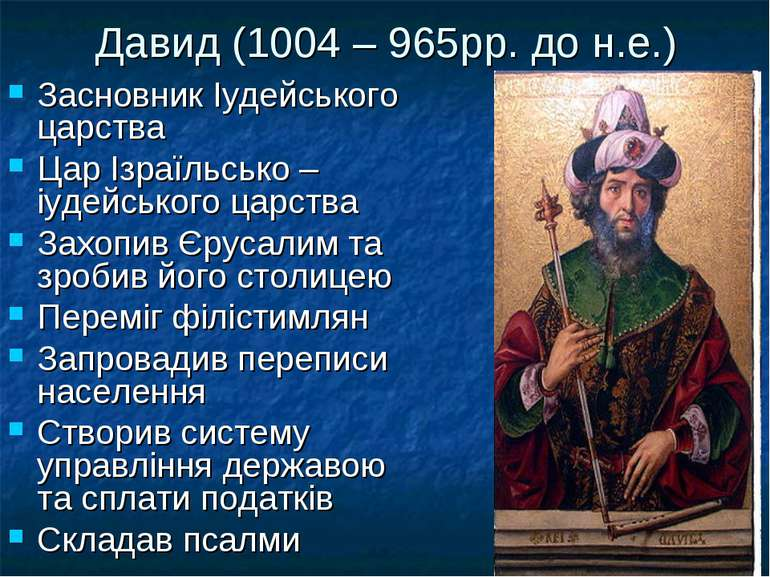 Давид (1004 – 965рр. до н.е.)
Засновник Іудейського
царства
Цар Ізраїльсько –
іудейського царства
Захопив Єрусалим та
зробив його столицею
Переміг філістимлян
Запровадив переписи
населення
Створив систему
управління державою
та сплати податків
Складав псалми